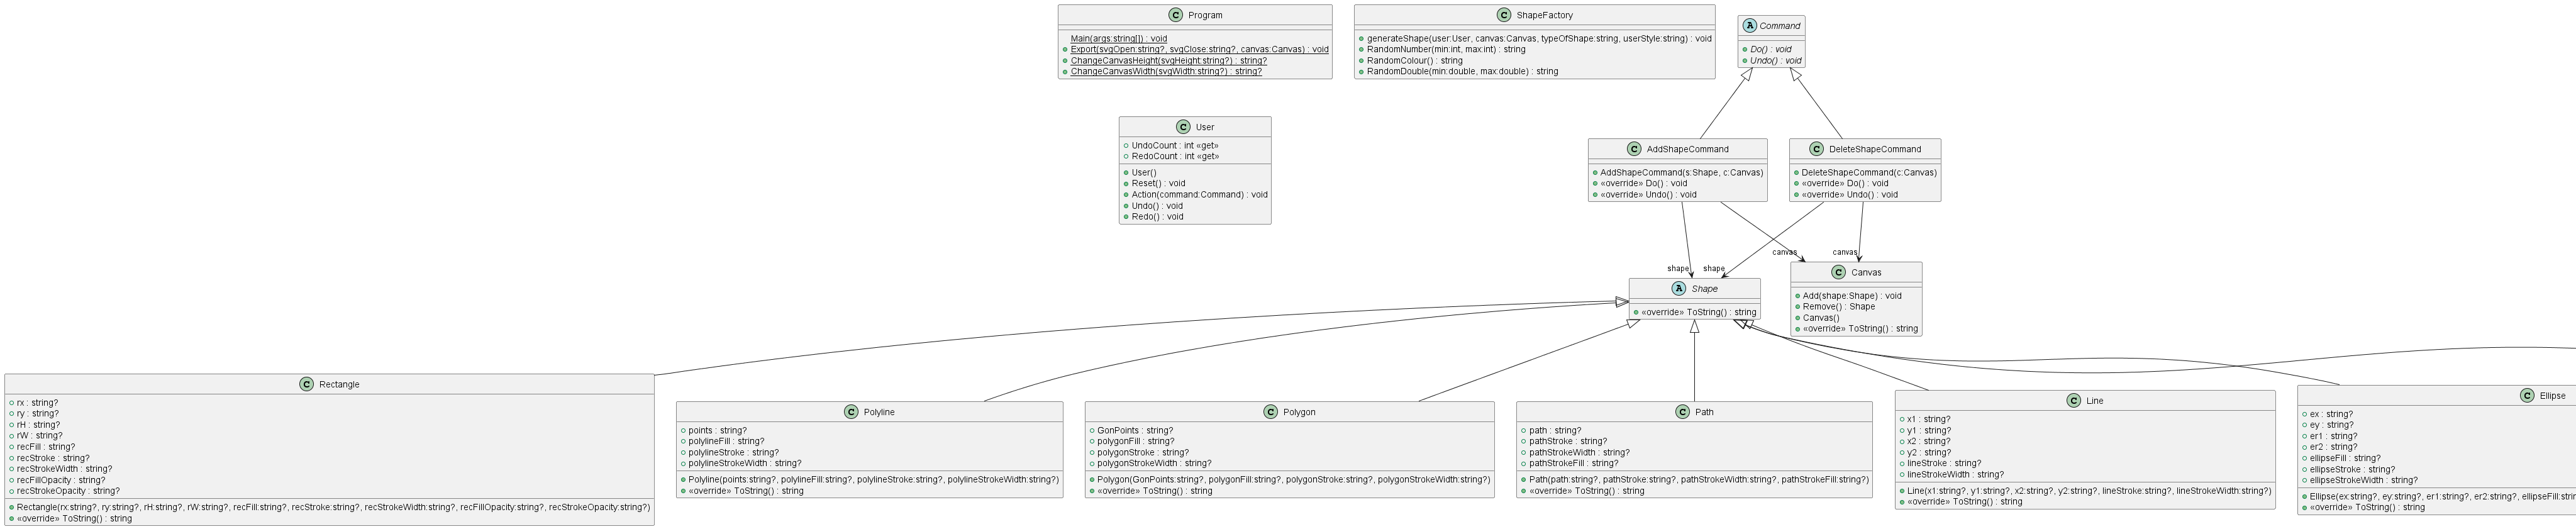 C Program
Main(args:string[]) : void
Export(svgOpen:string?, svgClose:string?, canvas:Canvas) : void
ChangeCanvasHeight(svgHeight:string?) : string?
ChangeCanvasWidth(svgWidth:string?) : string?
C ShapeFactory
generateShape(user:User, canvas:Canvas, typeOfShape:string, userStyle:string) : void
RandomNumber(min:int, max:int) : string
RandomColour() : string
RandomDouble(min:double, max:double) : string
A Command
Do() : void
Undo() : void
C User
UndoCount : int «get»
RedoCount : int «get»
User()
Reset() : void
Action(command:Command) : void
Undo() : void
Redo() : void
C AddShapeCommand
AddShapeCommand(s:Shape, c:Canvas)
«override» Do() : void
«override» Undo() : void
C DeleteShapeCommand
DeleteShapeCommand(c:Canvas)
«override» Do() : void
«override» Undo() : void
shape
shape
canvas
canvas
A Shape
«override» ToString() : string
C Canvas
Add(shape:Shape) : void
Remove() : Shape
Canvas()
«override» ToString() : string
C Rectangle
rx : string?
ry : string?
rH : string?
rW : string?
recFill : string?
recStroke : string?
recStrokeWidth : string?
recFillOpacity : string?
recStrokeOpacity : string?
Rectangle(rx:string?, ry:string?, rH:string?, rW:string?, recFill:string?, recStroke:string?, recStrokeWidth:string?, recFillOpacity:string?, recStrokeOpacity:string?)
«override» ToString() : string
C Polyline
points : string?
polylineFill : string?
polylineStroke : string?
polylineStrokeWidth : string?
Polyline(points:string?, polylineFill:string?, polylineStroke:string?, polylineStrokeWidth:string?)
«override» ToString() : string
C Polygon
GonPoints : string?
polygonFill : string?
polygonStroke : string?
polygonStrokeWidth : string?
Polygon(GonPoints:string?, polygonFill:string?, polygonStroke:string?, polygonStrokeWidth:string?)
«override» ToString() : string
C Path
path : string?
pathStroke : string?
pathStrokeWidth : string?
pathStrokeFill : string?
Path(path:string?, pathStroke:string?, pathStrokeWidth:string?, pathStrokeFill:string?)
«override» ToString() : string
C Line
x1 : string?
y1 : string?
x2 : string?
y2 : string?
lineStroke : string?
lineStrokeWidth : string?
Line(x1:string?, y1:string?, x2:string?, y2:string?, lineStroke:string?, lineStrokeWidth:string?)
«override» ToString() : string
C Ellipse
ex : string?
ey : string?
er1 : string?
er2 : string?
ellipseFill : string?
ellipseStroke : string?
ellipseStrokeWidth : string?
Ellipse(ex:string?, ey:string?, er1:string?, er2:string?,
«override» ToString() : string